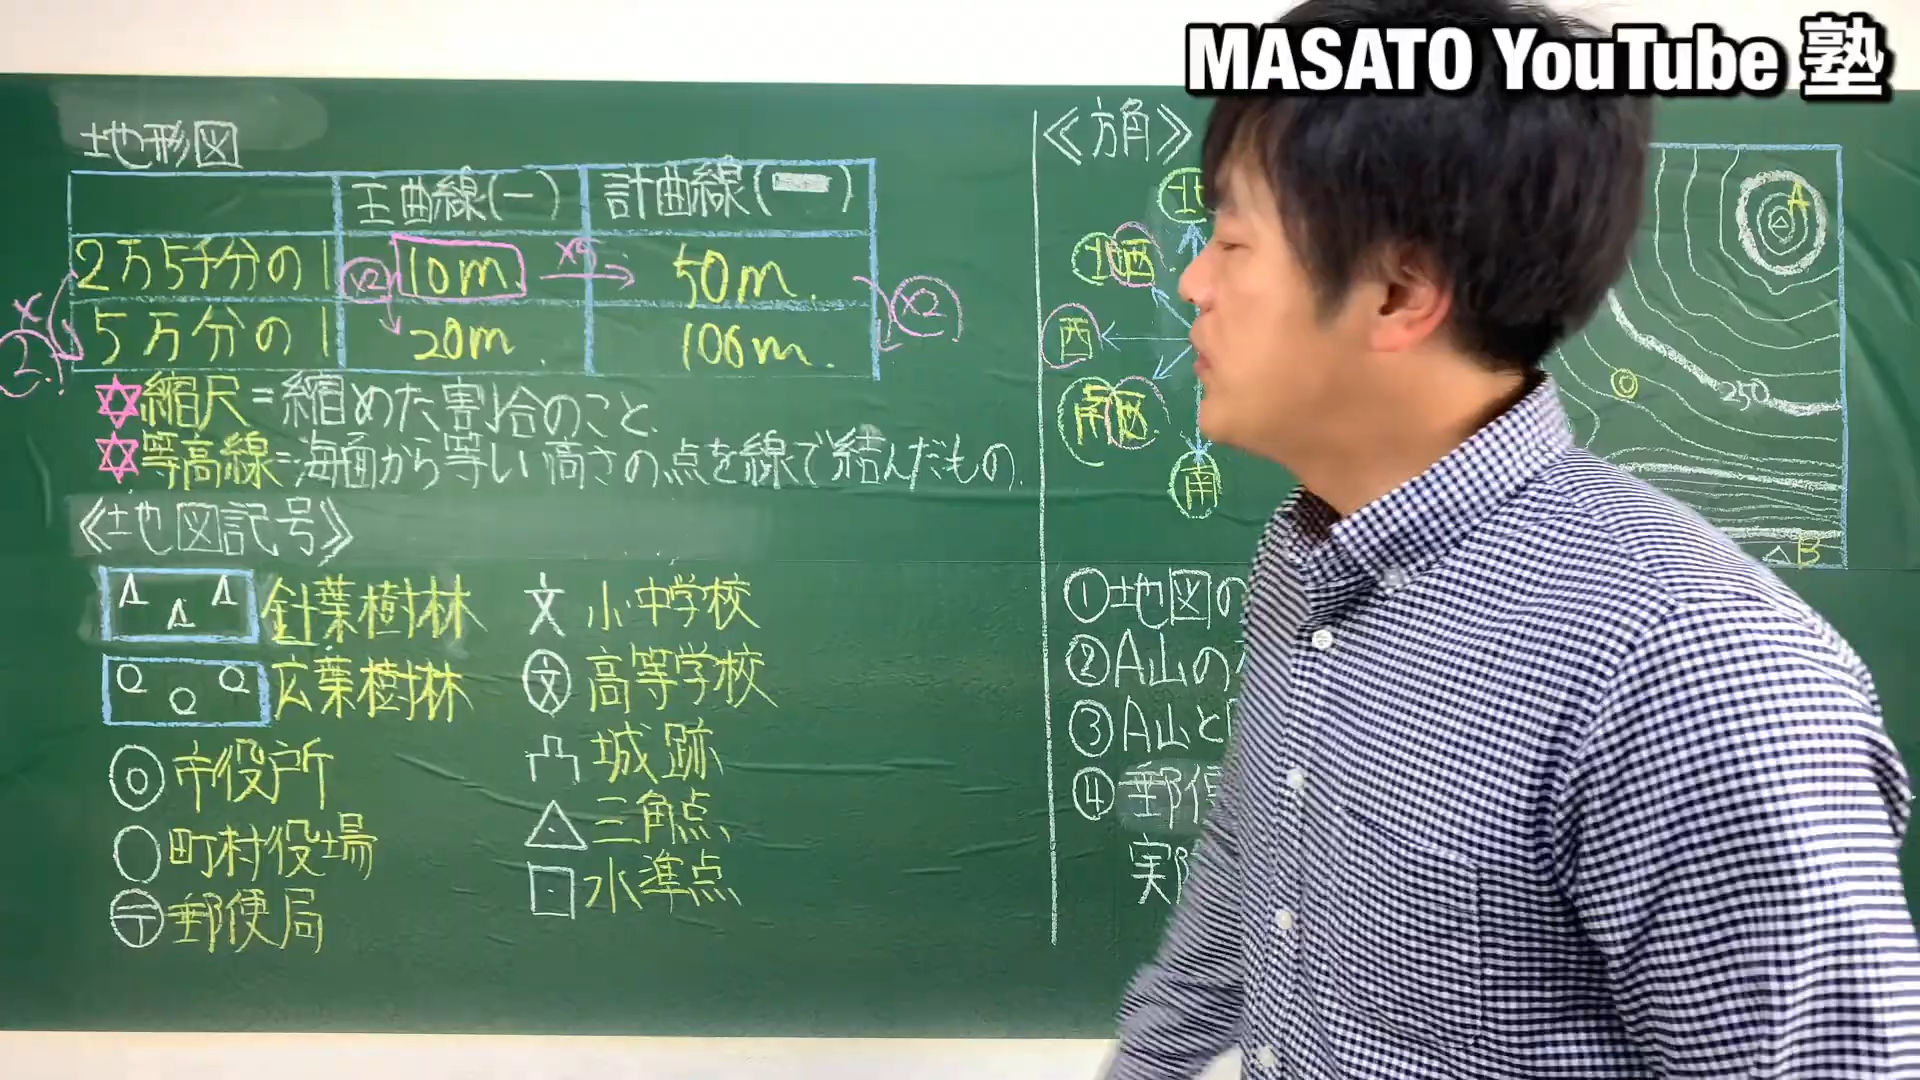 MASATO YouTube 塾
地形図
主曲線(ー) 計曲線(ー)
2万5千分の1 ×2 10m ×5 50m
×2 5万分の1 20m 100m ×2
縮尺=縮めた割合のこと
等高線=海面から等しい高さの点を線で結んだもの
《地図記号》
針葉樹林
広葉樹林
◎市役所
○町村役場
〒郵便局
文 小中学校
文 高等学校
城跡
三角点
水準点
《方角》
北
北西
西
南西
南
A
250
B
①地図の
②A山の
③A山と
④郵便
実際